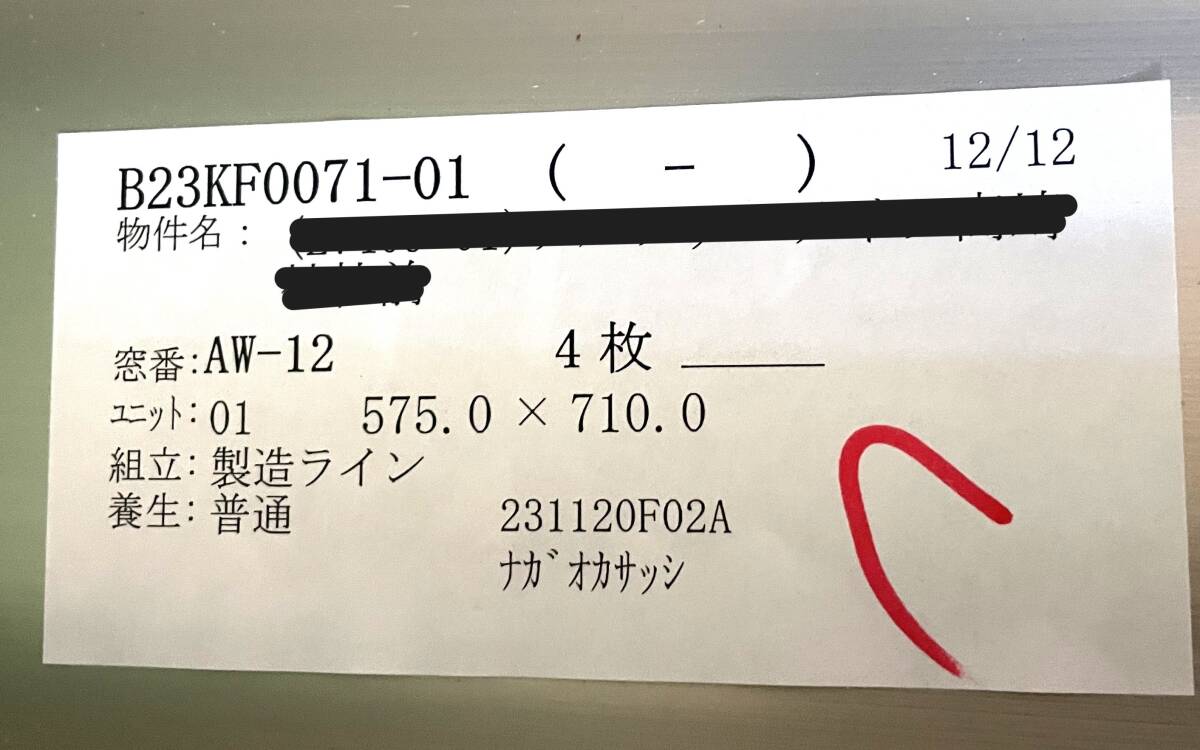 B23KF0071-01 ( - ) 12/12
物件名:
窓番:AW-12 4枚
ﾕﾆｯﾄ:01 575.0×710.0
組立:製造ライン
養生:普通 231120F02A
ﾅｶﾞｵｶｻｯｼ